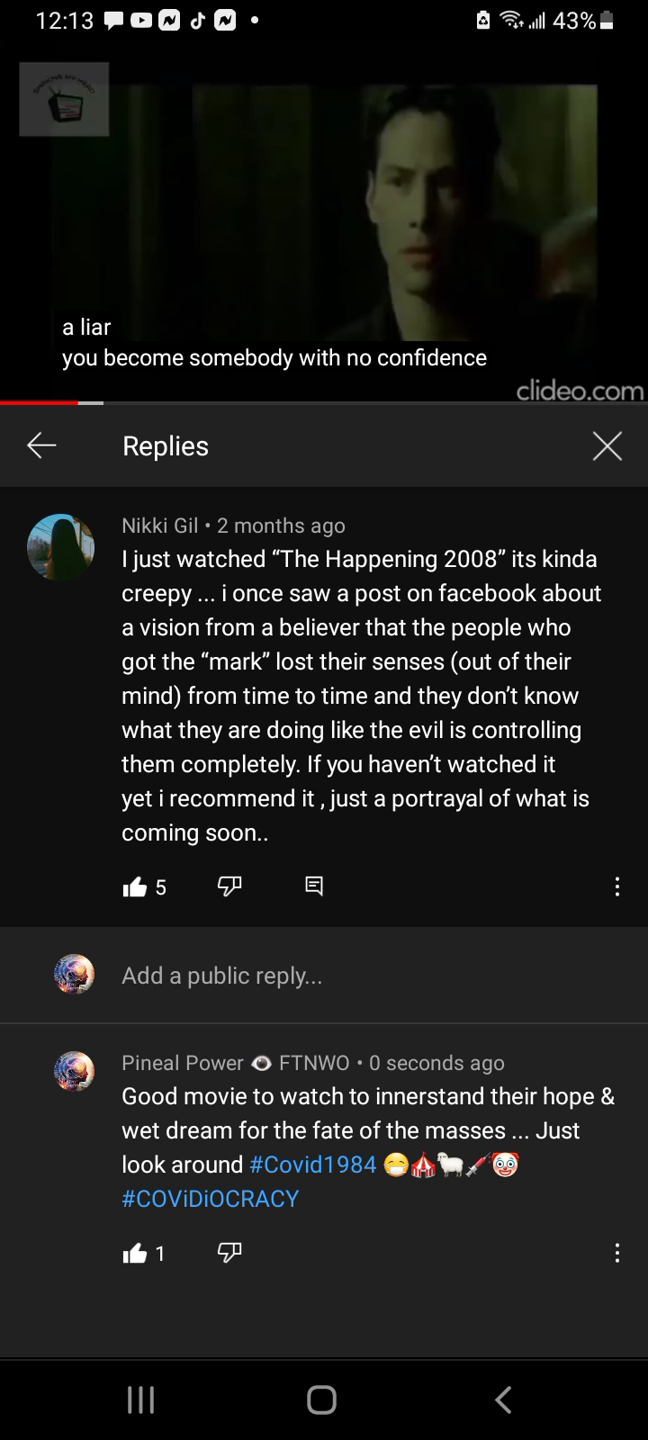 12:13
43%
a liar
you become somebody with no confidence
clideo.com
Replies
Nikki Gil • 2 months ago
I just watched “The Happening 2008” its kinda
creepy ... i once saw a post on facebook about
a vision from a believer that the people who
got the “mark” lost their senses (out of their
mind) from time to time and they don’t know
what they are doing like the evil is controlling
them completely. If you haven’t watched it
yet i recommend it , just a portrayal of what is
coming soon..
5
Add a public reply...
Pineal Power 👁 FTNWO • 0 seconds ago
Good movie to watch to innerstand their hope &
wet dream for the fate of the masses ... Just
look around #Covid1984 😷🎪🐑💉🤡
#COViDiOCRACY
1